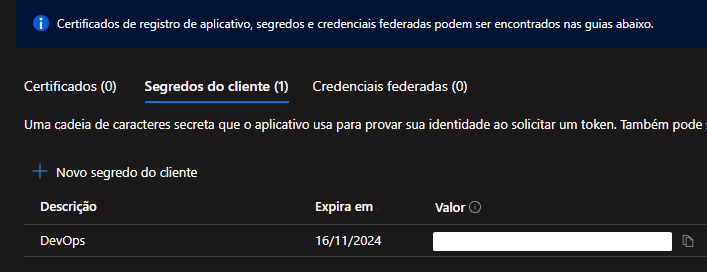 Certificados de registro de aplicativo, segredos e credenciais federadas podem ser encontrados nas guias abaixo.
Certificados (0) Segredos do cliente (1) Credenciais federadas (0)
Uma cadeia de caracteres secreta que o aplicativo usa para provar sua identidade ao solicitar um token. Também pode
Novo segredo do cliente
Descrição Expira em Valor
DevOps 16/11/2024